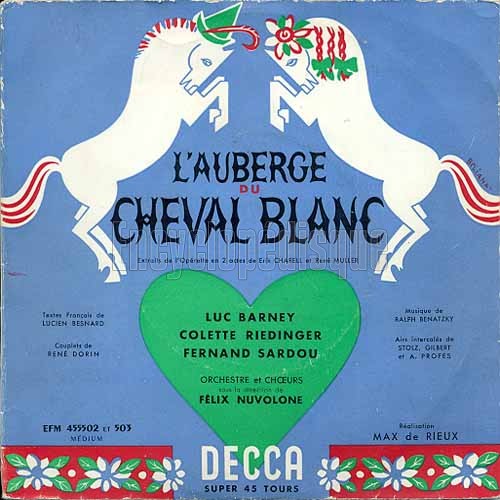 L'AUBERGE
DU
CHEVAL BLANC
Extraits de l'Opérette en 2 actes de Erik CHARELL et René MULLER
Textes Français de
LUCIEN BESNARD
Couplets de
RENÉ DORIN
LUC BARNEY
COLETTE RIEDINGER
FERNAND SARDOU
ORCHESTRE et CHŒURS
sous la direction de
FÉLIX NUVOLONE
Musique de
RALPH BENATZKY
Airs intercalés de
STOLZ, GILBERT
et A. PROFES
EFM 455502 ET 503
MÉDIUM
Réalisation
MAX de RIEUX
DECCA
SUPER 45 TOURS